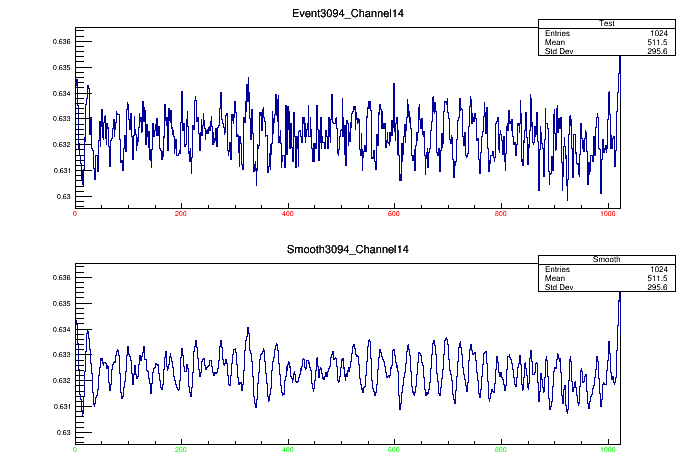 Event3094_Channel14
Test
Entries 1024
Mean 511.5
Std Dev 295.6
0.636
0.635
0.634
0.633
0.632
0.631
0.63
0 200 400 600 800 1000
Smooth3094_Channel14
Smooth
Entries 1024
Mean 511.5
Std Dev 295.6
0.636
0.635
0.634
0.633
0.632
0.631
0.63
0 200 400 600 800 1000